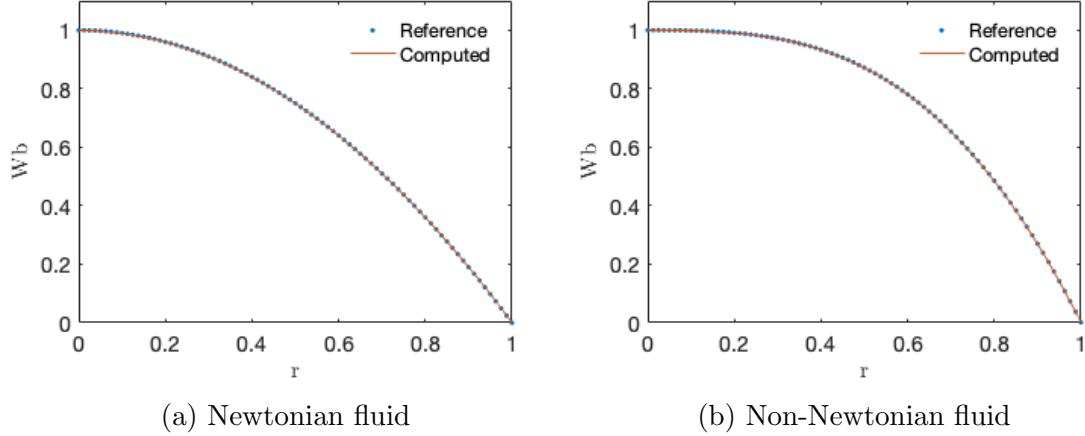 1
0.8
0.6
0.4
0.2
0
Wb
Reference
Computed
0 0.2 0.4 0.6 0.8 1
r
(a) Newtonian fluid
1
0.8
0.6
0.4
0.2
0
Wb
Reference
Computed
0 0.2 0.4 0.6 0.8 1
r
(b) Non-Newtonian fluid